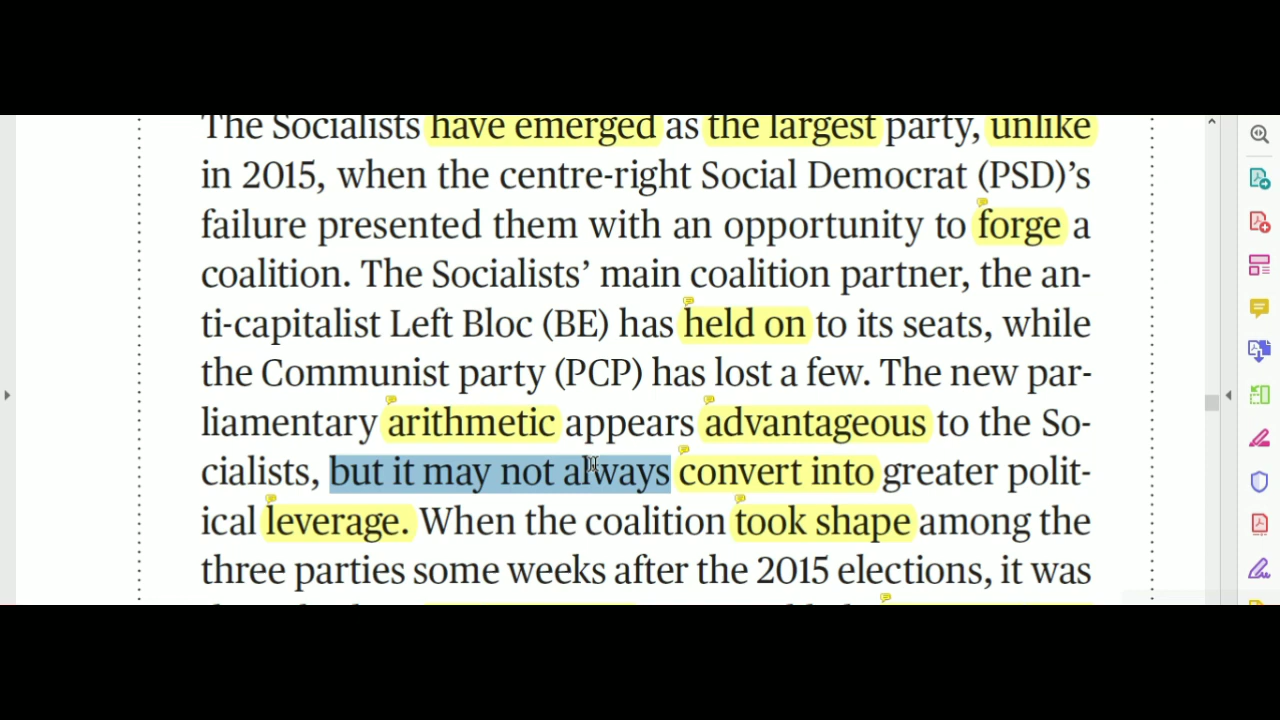 The Socialists have emerged as the largest party, unlike
in 2015, when the centre-right Social Democrat (PSD)’s
failure presented them with an opportunity to forge a
coalition. The Socialists’ main coalition partner, the an-
ti-capitalist Left Bloc (BE) has held on to its seats, while
the Communist party (PCP) has lost a few. The new par-
liamentary arithmetic appears advantageous to the So-
cialists, but it may not always convert into greater polit-
ical leverage. When the coalition took shape among the
three parties some weeks after the 2015 elections, it was